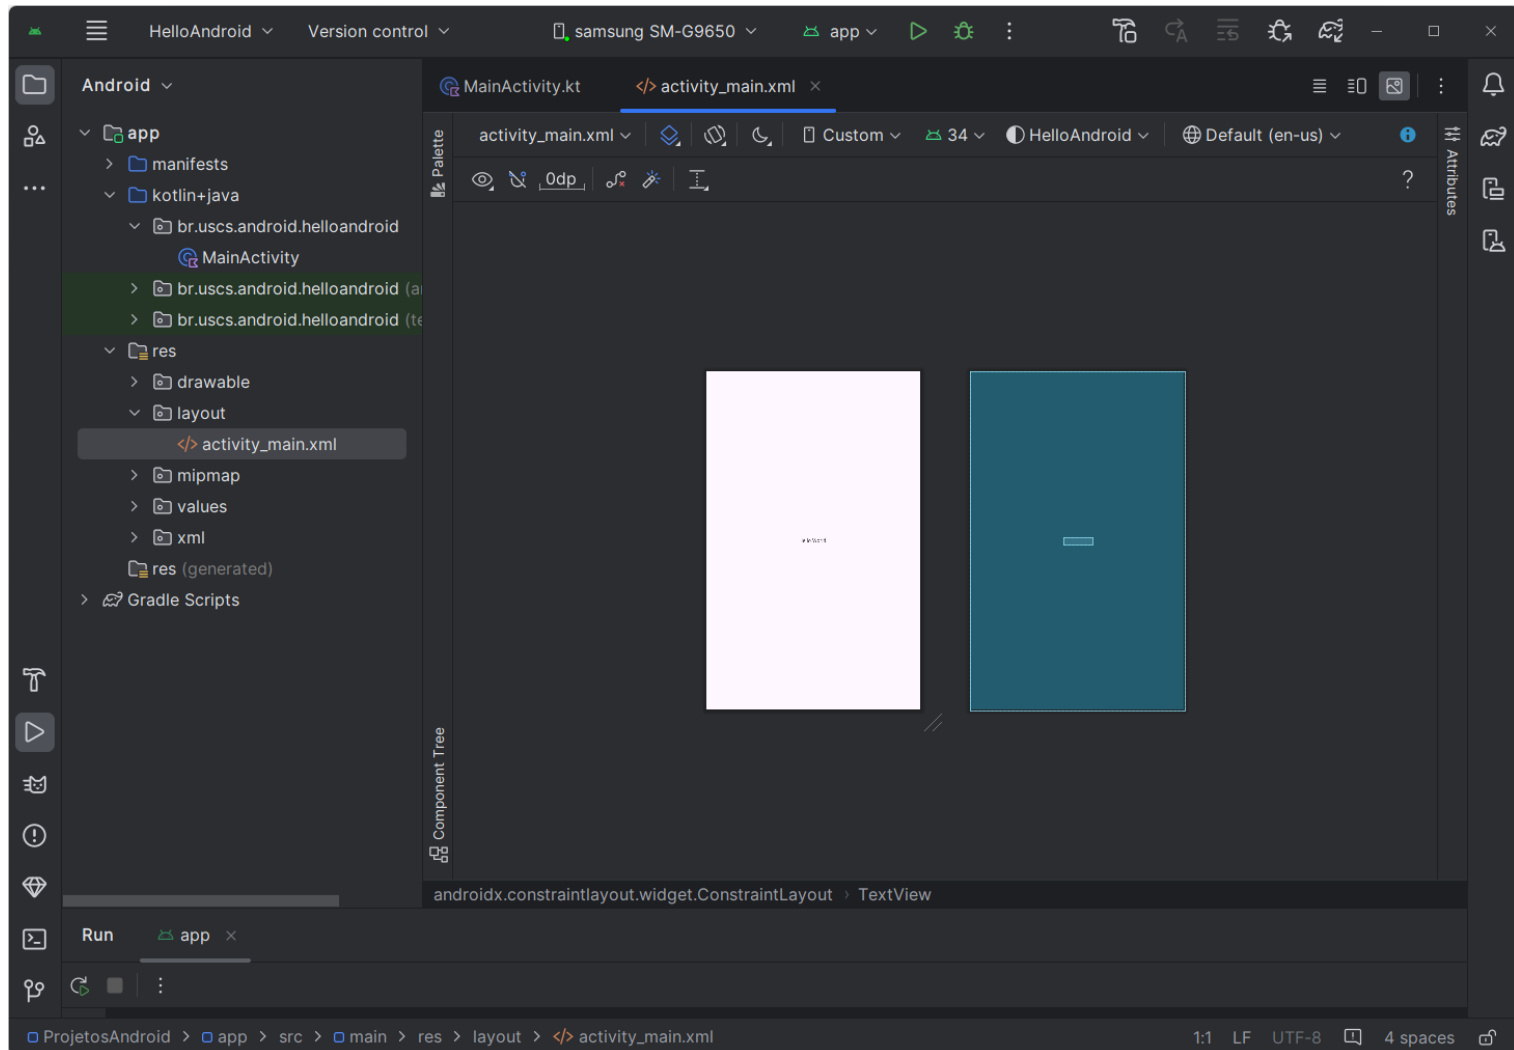 HelloAndroid Version control samsung SM-G9650 app
Android MainActivity.kt activity_main.xml
app
manifests
kotlin+java
br.uscs.android.helloandroid
MainActivity
br.uscs.android.helloandroid
br.uscs.android.helloandroid
res
drawable
layout
activity_main.xml
mipmap
values
xml
res (generated)
Gradle Scripts
Palette
activity_main.xml Custom 34 HelloAndroid Default (en-us)
0dp ?
Attributes
Component Tree
androidx.constraintlayout.widget.ConstraintLayout › TextView
Run app
ProjetosAndroid > app > src > main > res > layout > activity_main.xml 1:1 LF UTF-8 4 spaces